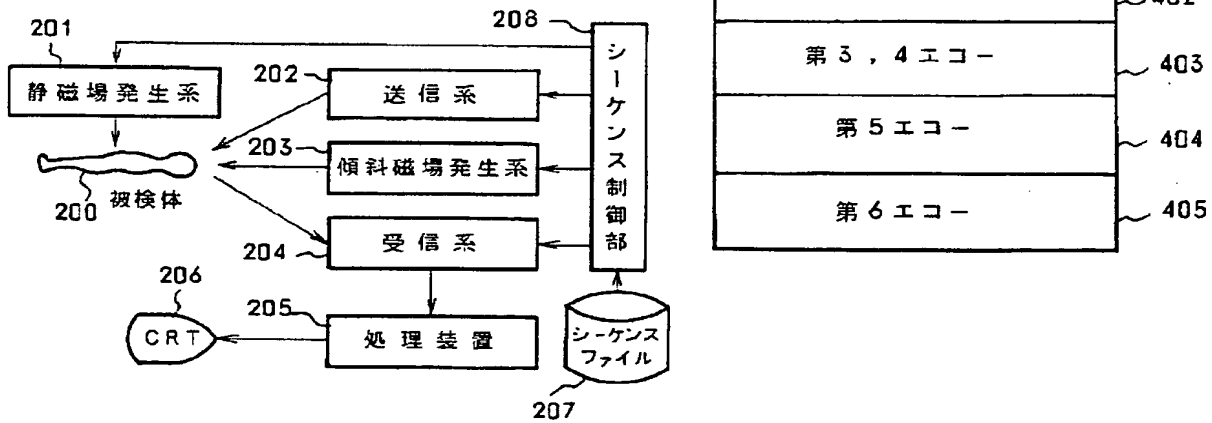 201
静磁場発生系
200
被検体
202
送信系
203
傾斜磁場発生系
204
受信系
205
処理装置
206
CRT
208
シーケンス制御部
シーケンス
ファイル
207
402
第3,4エコー
403
第5エコー
404
第6エコー
405